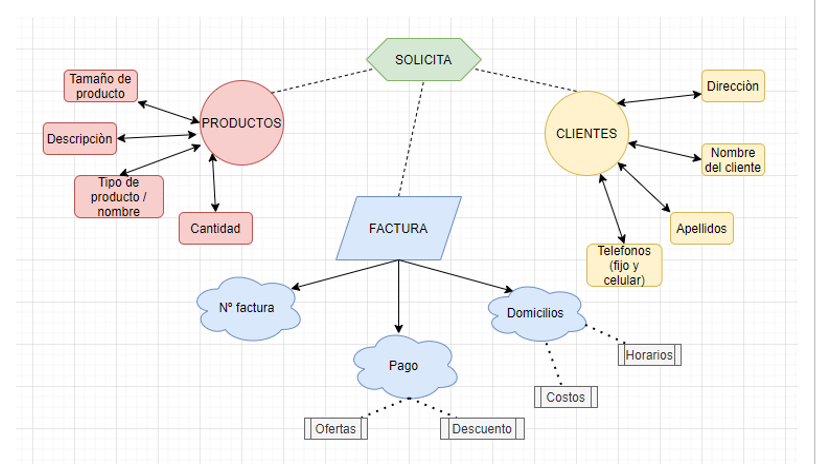 SOLICITA
Tamaño de
producto
PRODUCTOS
Descripciòn
Tipo de
producto /
nombre
Cantidad
CLIENTES
Direcciòn
Nombre
del cliente
Apellidos
Telefonos
(fijo y
celular)
FACTURA
Nº factura
Pago
Domicilios
Horarios
Costos
Ofertas
Descuento